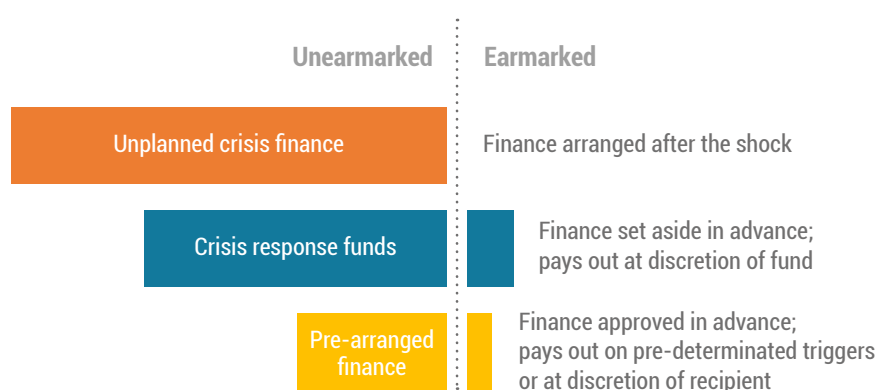 Unearmarked
Earmarked
Unplanned crisis finance
Finance arranged after the shock
Crisis response funds
Finance set aside in advance;
pays out at discretion of fund
Pre-arranged
finance
Finance approved in advance;
pays out on pre-determinated triggers
or at discretion of recipient